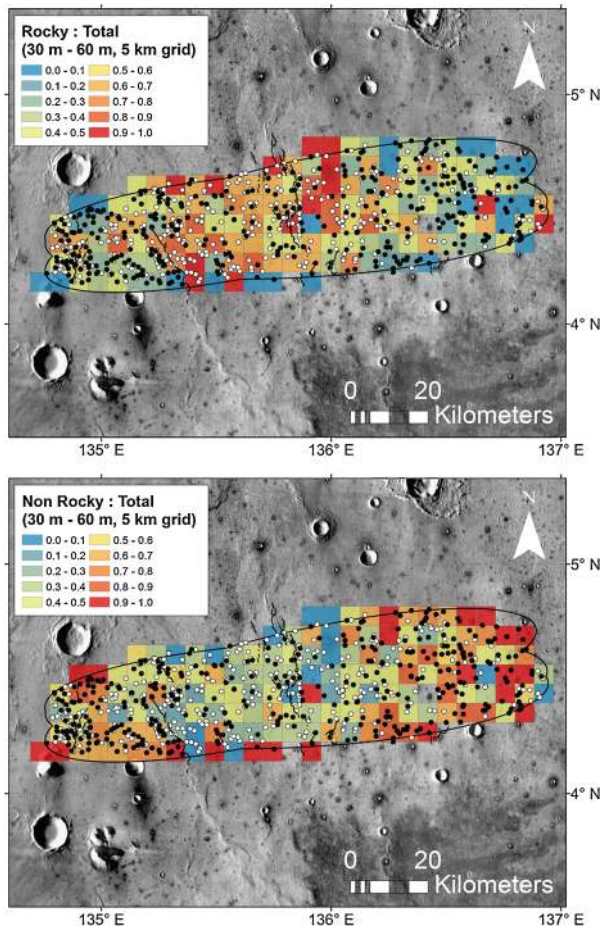 Rocky : Total
(30 m - 60 m, 5 km grid)
0.0 - 0.1 0.5 - 0.6
0.1 - 0.2 0.6 - 0.7
0.2 - 0.3 0.7 - 0.8
0.3 - 0.4 0.8 - 0.9
0.4 - 0.5 0.9 - 1.0
N
5° N
4° N
0 20
Kilometers
135° E 136° E 137° E
Non Rocky : Total
(30 m - 60 m, 5 km grid)
0.0 - 0.1 0.5 - 0.6
0.1 - 0.2 0.6 - 0.7
0.2 - 0.3 0.7 - 0.8
0.3 - 0.4 0.8 - 0.9
0.4 - 0.5 0.9 - 1.0
N
5° N
4° N
0 20
Kilometers
135° E 136° E 137° E